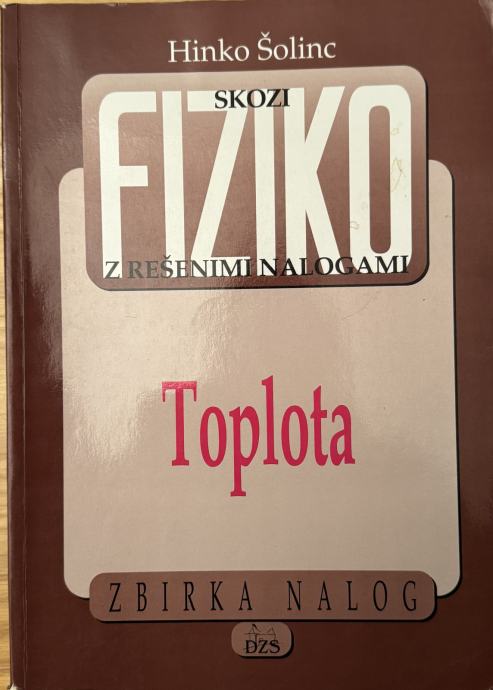 Hinko Šolinc
SKOZI
FIZIKO
Z REŠENIMI NALOGAMI
Toplota
ZBIRKA NALOG
DZS